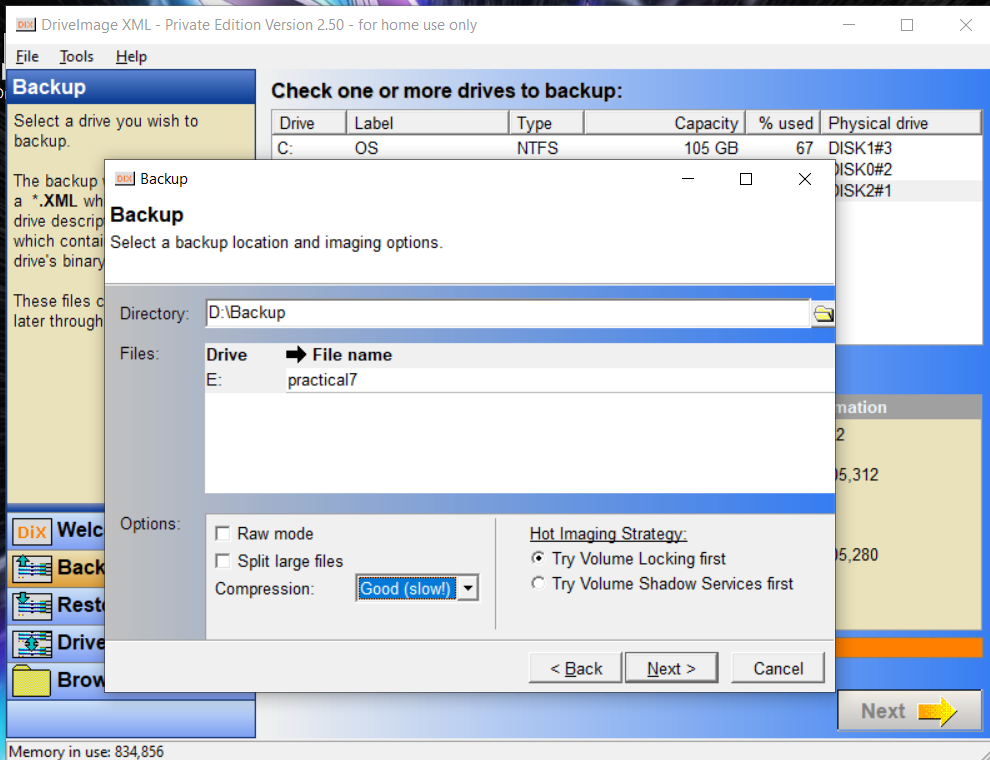 DiX DriveImage XML - Private Edition Version 2.50 - for home use only
File Tools Help
Backup
Select a drive you wish to
backup.
The backup
a *.XML
drive descrip
which contai
drive's binary
These files c
later through
Check one or more drives to backup:
Drive Label Type Capacity % used Physical drive
C: OS NTFS 105 GB 67 DISK1#3
DISK0#2
DISK2#1
DiX Backup
Backup
Select a backup location and imaging options.
Directory: D:\Backup
Files: Drive File name
E: practical7
Options:
Raw mode
Split large files
Compression: Good (slow!)
Hot Imaging Strategy:
Try Volume Locking first
Try Volume Shadow Services first
< Back Next > Cancel
mation
2
05,312
05,280
DiX Welc
Back
Resto
Drive
Brow
Next
Memory in use: 834,856